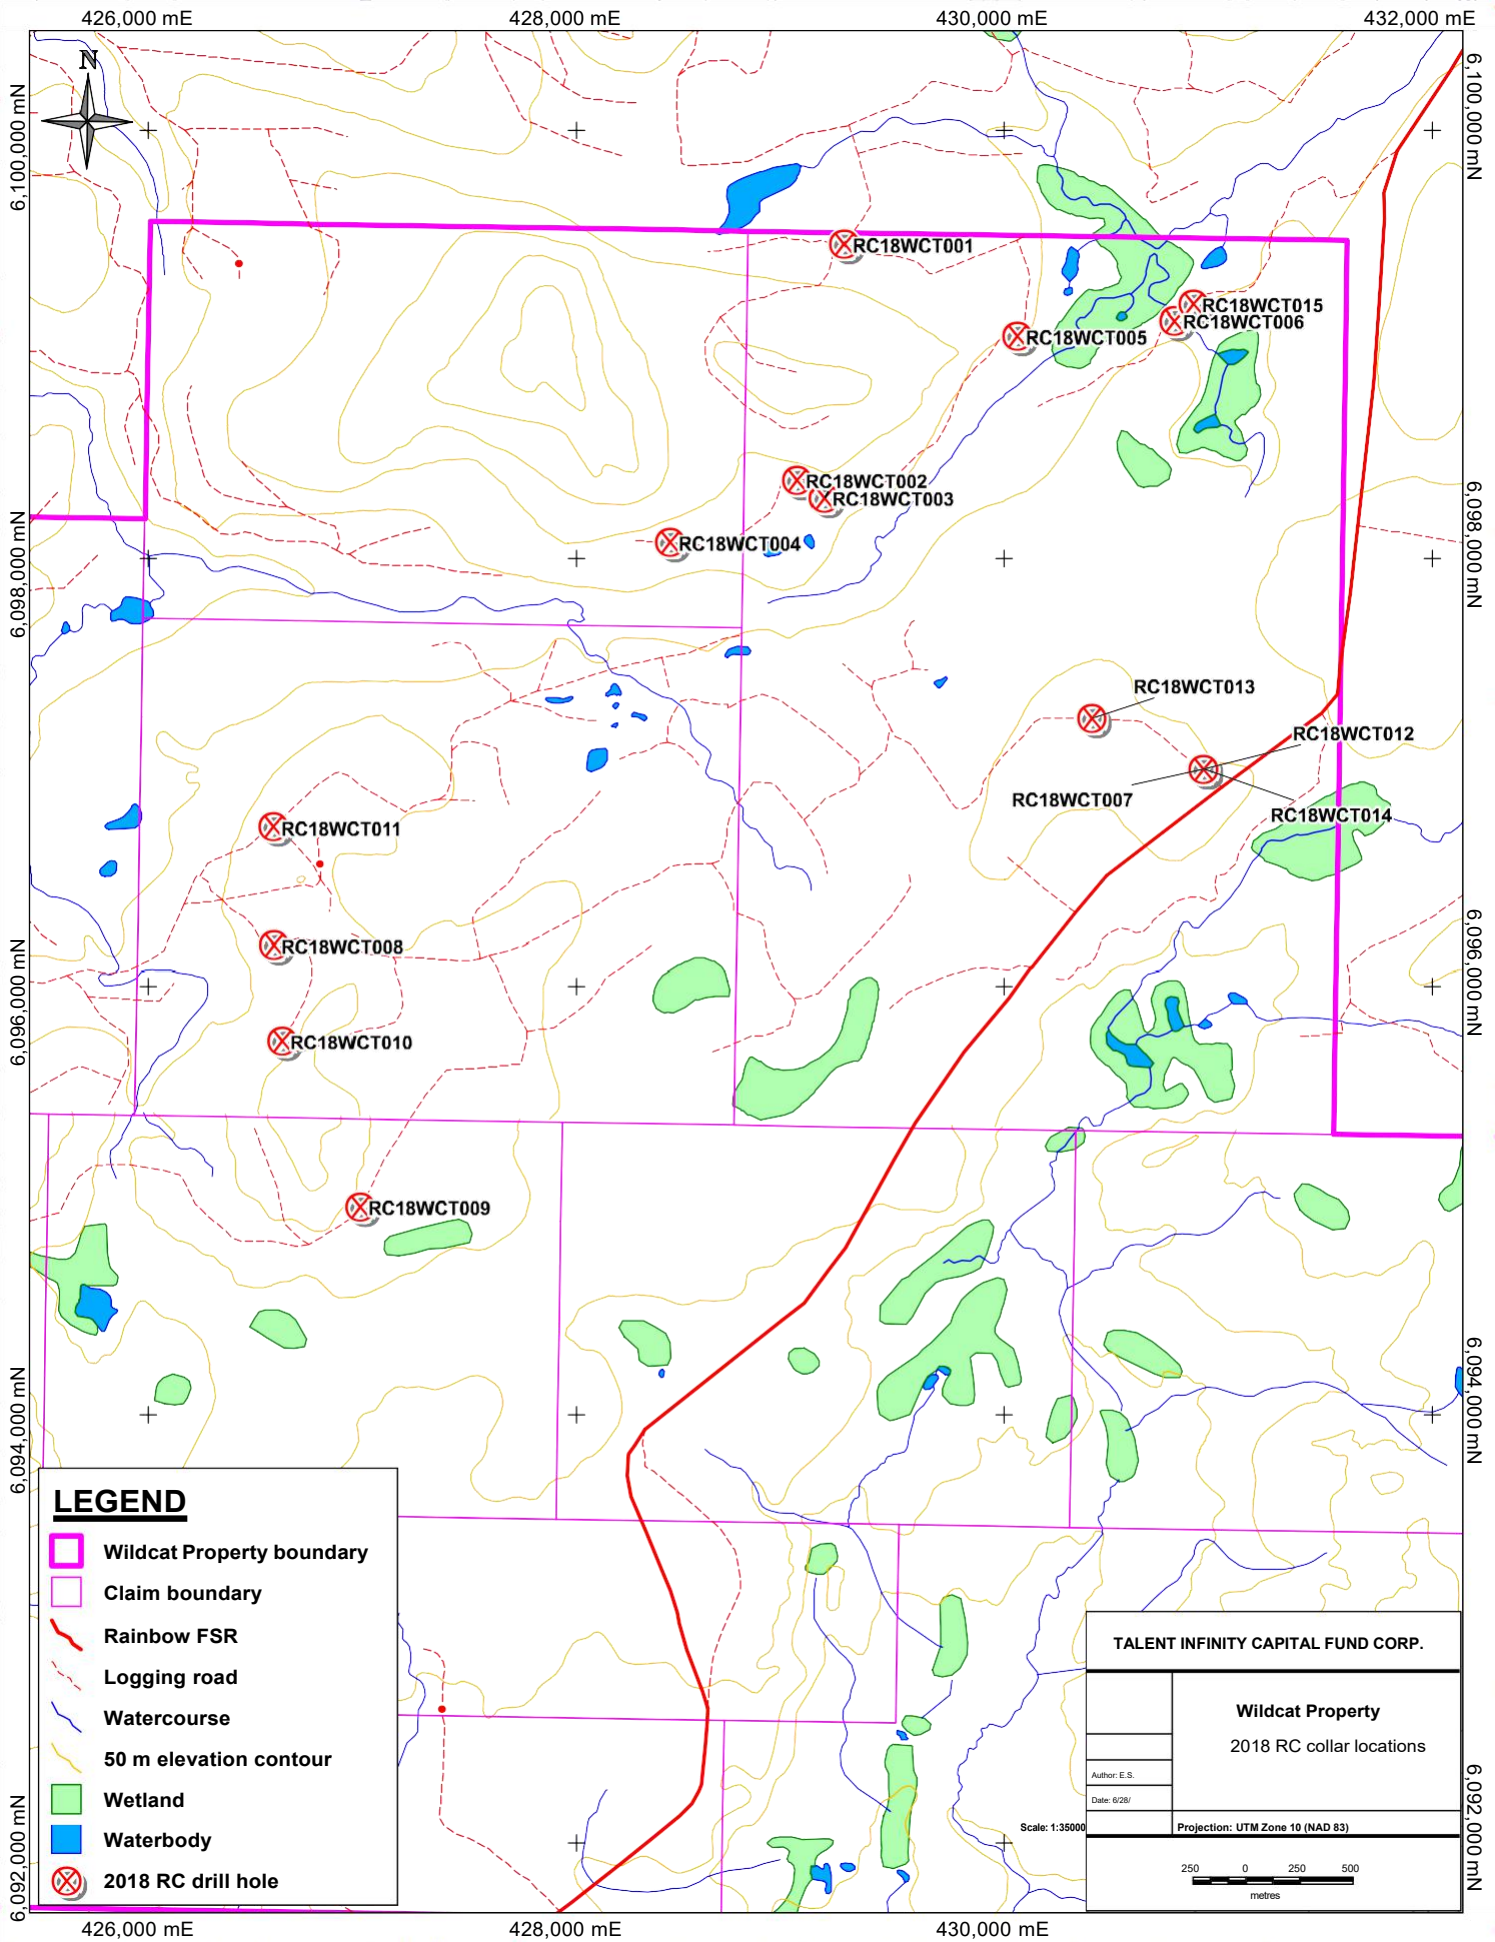 426,000 mE
428,000 mE
430,000 mE
432,000 mE
N
6,100,000 mN
6,100,000 mN
RC18WCT001
RC18WCT015
RC18WCT006
RC18WCT005
RC18WCT002
RC18WCT003
RC18WCT004
6,098,000 mN
6,098,000 mN
RC18WCT013
RC18WCT012
RC18WCT007
RC18WCT014
RC18WCT011
RC18WCT008
6,096,000 mN
6,096,000 mN
RC18WCT010
RC18WCT009
6,094,000 mN
6,094,000 mN
LEGEND
Wildcat Property boundary
Claim boundary
Rainbow FSR
Logging road
Watercourse
50 m elevation contour
Wetland
Waterbody
2018 RC drill hole
TALENT INFINITY CAPITAL FUND CORP.
Wildcat Property
2018 RC collar locations
Author: E.S.
Date: 6/28/
Scale: 1:35000
Projection: UTM Zone 10 (NAD 83)
250 0 250 500
metres
6,092,000 mN
6,092,000 mN
426,000 mE
428,000 mE
430,000 mE